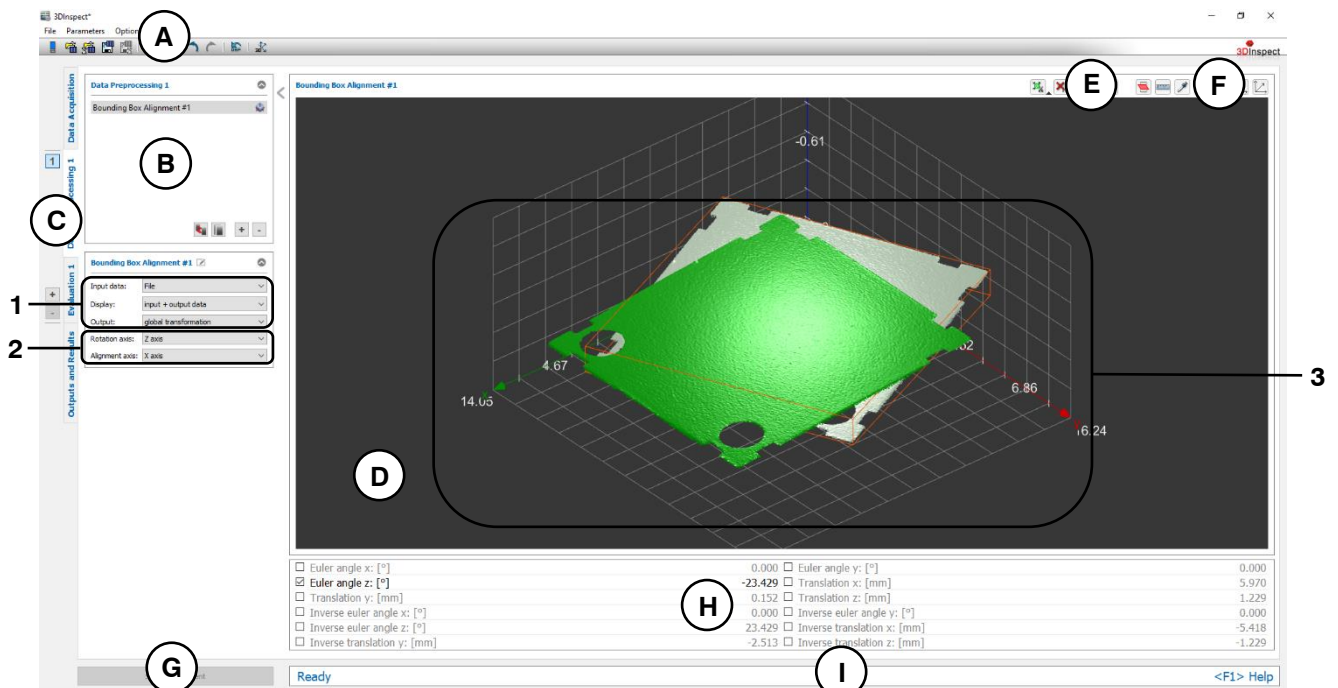 3DInspect*
File Parameters
A
3DInspect
Data Acquisition
Data Preprocessing 1
Bounding Box Alignment #1
B
1
C
Bounding Box Alignment #1
Input data: File
Display: input + output data
Output: global transformation
Rotation axis: Z axis
Alignment axis: X axis
+ -
+
-
Evaluation 1
Outputs and Results
1
2
Bounding Box Alignment #1
E
F
-0.61
4.67
14.05
6.86
16.24
D
3
Euler angle x: [°] 0.000 Euler angle y: [°] 0.000
Euler angle z: [°] -23.429 Translation x: [mm] 5.970
Translation y: [mm] 0.152 Translation z: [mm] 1.229
Inverse euler angle x: [°] 0.000 Inverse euler angle y: [°] 0.000
Inverse euler angle z: [°] 23.429 Inverse translation x: [mm] -5.418
Inverse translation y: [mm] -2.513 Inverse translation z: [mm] -1.229
H
G
Ready
I
<F1> Help